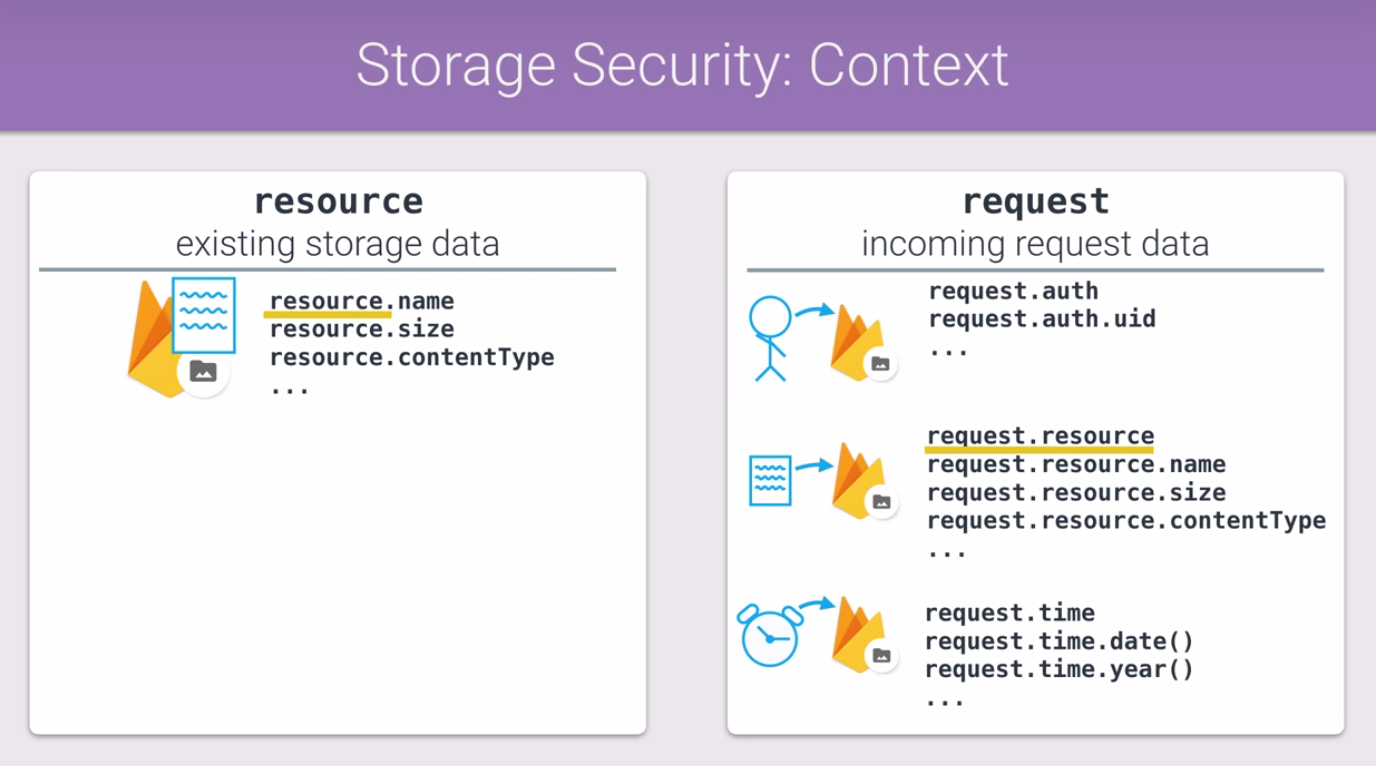 Storage Security: Context
resource
existing storage data
resource.name
resource.size
resource.contentType
...
request
incoming request data
request.auth
request.auth.uid
...
request.resource
request.resource.name
request.resource.size
request.resource.contentType
...
request.time
request.time.date()
request.time.year()
...